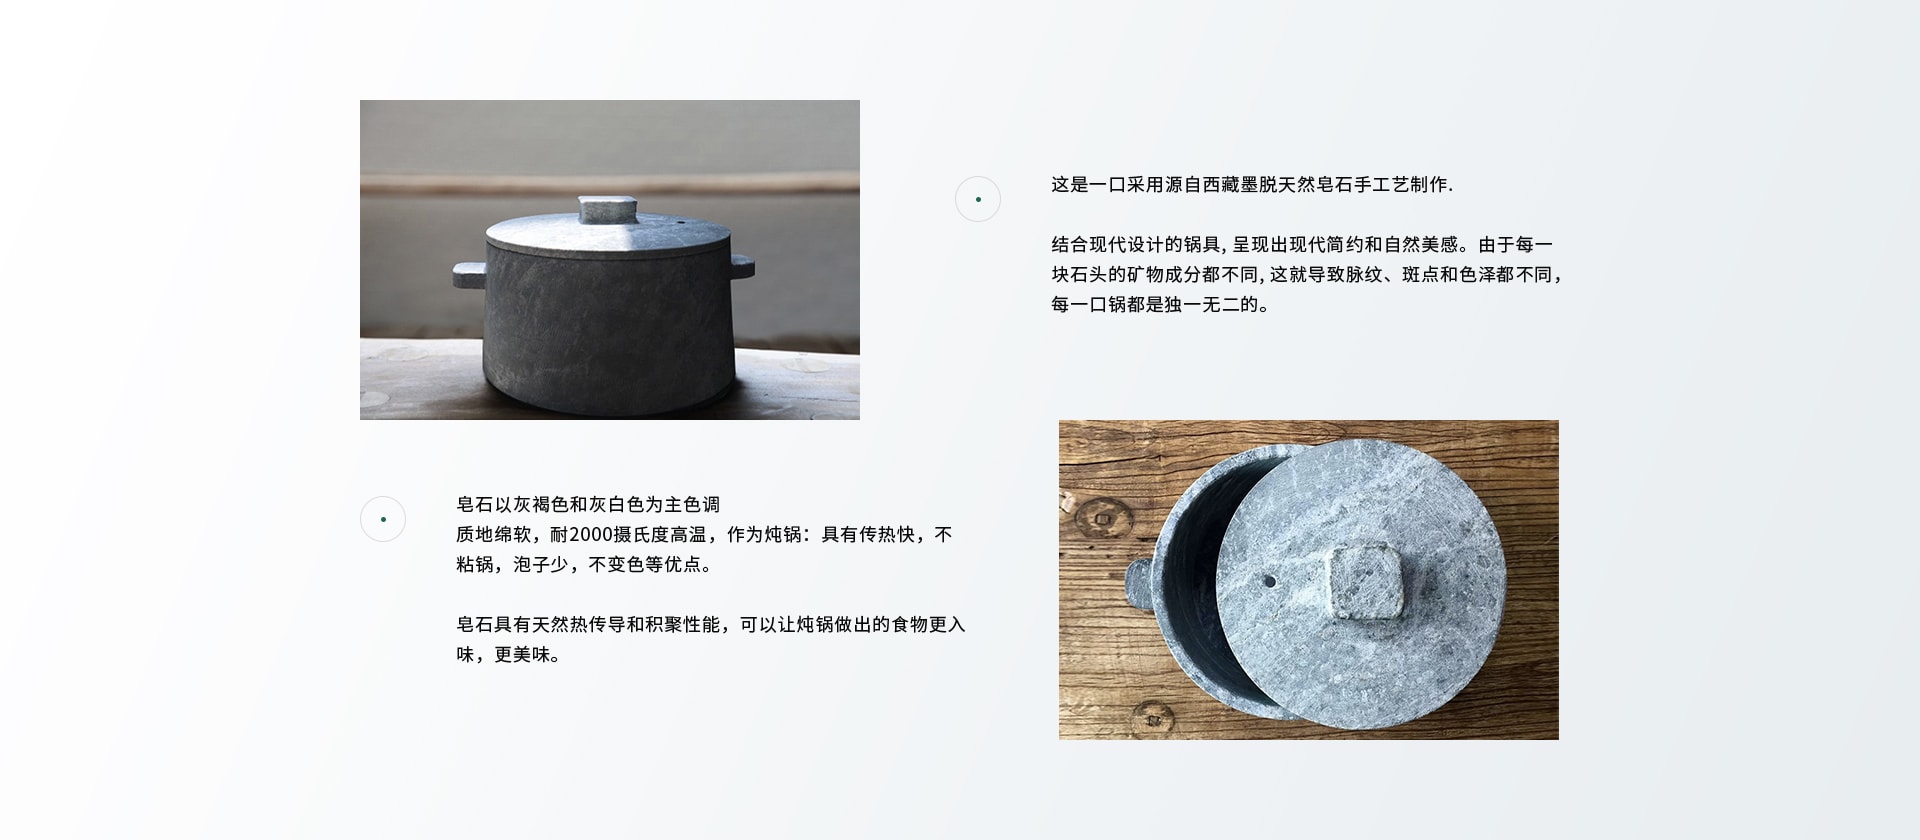 这是一口采用源自西藏墨脱天然皂石手工艺制作.
结合现代设计的锅具, 呈现出现代简约和自然美感。由于每一
块石头的矿物成分都不同, 这就导致脉纹、斑点和色泽都不同，
每一口锅都是独一无二的。
皂石以灰褐色和灰白色为主色调
质地绵软，耐2000摄氏度高温，作为炖锅：具有传热快，不
粘锅，泡子少，不变色等优点。
皂石具有天然热传导和积聚性能，可以让炖锅做出的食物更入
味，更美味。